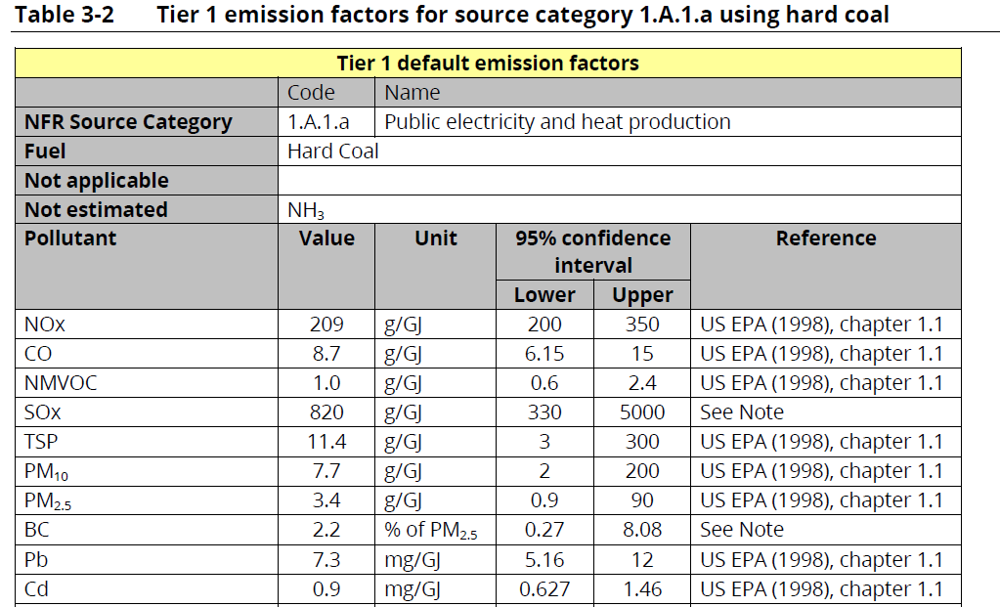 Table 3-2 Tier 1 emission factors for source category 1.A.1.a using hard coal
Tier 1 default emission factors
Code Name
NFR Source Category 1.A.1.a Public electricity and heat production
Fuel Hard Coal
Not applicable
Not estimated NH₃
Pollutant Value Unit 95% confidence interval Reference
Lower Upper
NOx 209 g/GJ 200 350 US EPA (1998), chapter 1.1
CO 8.7 g/GJ 6.15 15 US EPA (1998), chapter 1.1
NMVOC 1.0 g/GJ 0.6 2.4 US EPA (1998), chapter 1.1
SOx 820 g/GJ 330 5000 See Note
TSP 11.4 g/GJ 3 300 US EPA (1998), chapter 1.1
PM₁₀ 7.7 g/GJ 2 200 US EPA (1998), chapter 1.1
PM₂.₅ 3.4 g/GJ 0.9 90 US EPA (1998), chapter 1.1
BC 2.2 % of PM₂.₅ 0.27 8.08 See Note
Pb 7.3 mg/GJ 5.16 12 US EPA (1998), chapter 1.1
Cd 0.9 mg/GJ 0.627 1.46 US EPA (1998), chapter 1.1